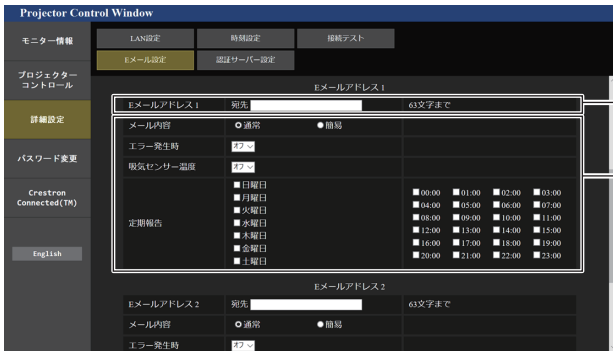 Projector Control Window
モニター情報
プロジェクター
コントロール
詳細設定
パスワード変更
Crestron
Connected(TM)
English
LAN設定 時刻設定 接続テスト
Eメール設定 認証サーバー設定
Eメールアドレス 1
Eメールアドレス 1 宛先 63文字まで
メール内容 通常 簡易
エラー発生時 オフ
吸気センサー温度 オフ
定期報告
日曜日
月曜日
火曜日
水曜日
木曜日
金曜日
土曜日
00:00 01:00 02:00 03:00
04:00 05:00 06:00 07:00
08:00 09:00 10:00 11:00
12:00 13:00 14:00 15:00
16:00 17:00 18:00 19:00
20:00 21:00 22:00 23:00
Eメールアドレス 2
Eメールアドレス 2 宛先 63文字まで
メール内容 通常 簡易
エラー発生時 オフ